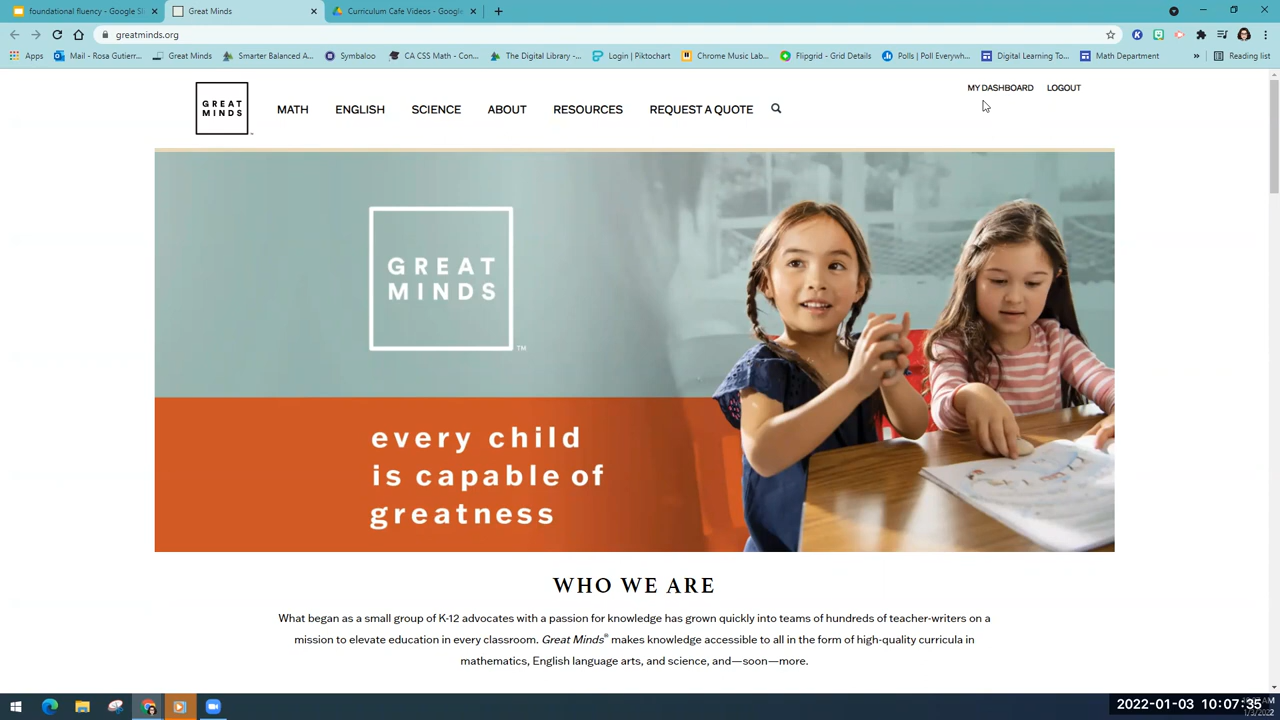 foundational fluency - Google Sli
Great Minds
Curriculum Cafe Videos - Google
greatminds.org
Apps
Mail - Rosa Gutierr...
Great Minds
Smarter Balanced A...
Symbaloo
CA CSS Math - Con...
The Digital Library -...
Login | Piktochart
Chrome Music Lab...
Flipgrid - Grid Details
Polls | Poll Everywh...
Digital Learning To...
Math Department
Reading list
MY DASHBOARD
LOGOUT
GREAT
MINDS
MATH
ENGLISH
SCIENCE
ABOUT
RESOURCES
REQUEST A QUOTE
GREAT
MINDS
TM
every child
is capable of
greatness
WHO WE ARE
What began as a small group of K-12 advocates with a passion for knowledge has grown quickly into teams of hundreds of teacher-writers on a
mission to elevate education in every classroom. Great Minds® makes knowledge accessible to all in the form of high-quality curricula in
mathematics, English language arts, and science, and—soon—more.
2022-01-03 10:07:35